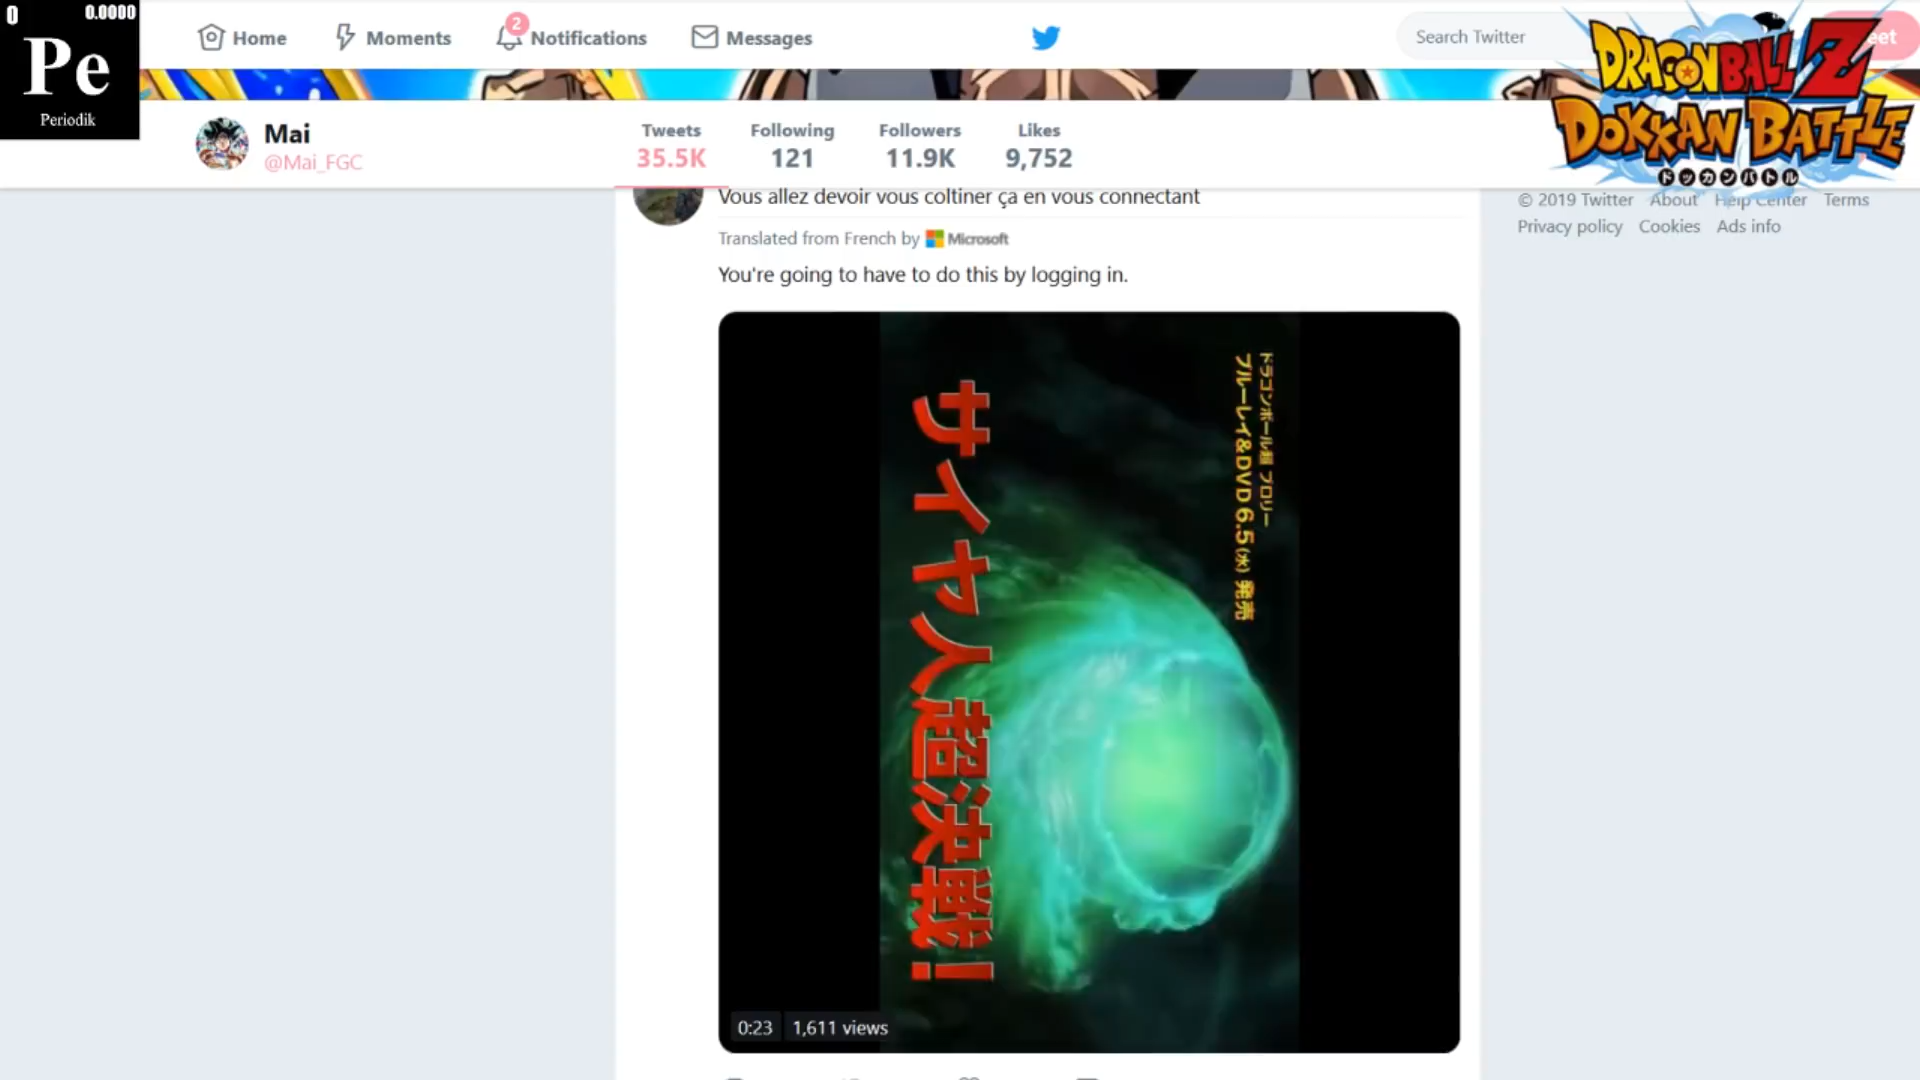 0
0.0000
Pe
Periodik
Home
Moments
2
Notifications
Messages
Search Twitter
eet
DRAGON BALL Z
DOKKAN BATTLE
ドッカンバトル
Mai
@Mai_FGC
Tweets
35.5K
Following
121
Followers
11.9K
Likes
9,752
Vous allez devoir vous coltiner ça en vous connectant
Translated from French by Microsoft
You're going to have to do this by logging in.
ドラゴンボール超 ブロリー
ブルーレイ&DVD 6.5(水) 発売
サイヤ人超決戦!
0:23
1,611 views
© 2019 Twitter About Help Center Terms
Privacy policy Cookies Ads info